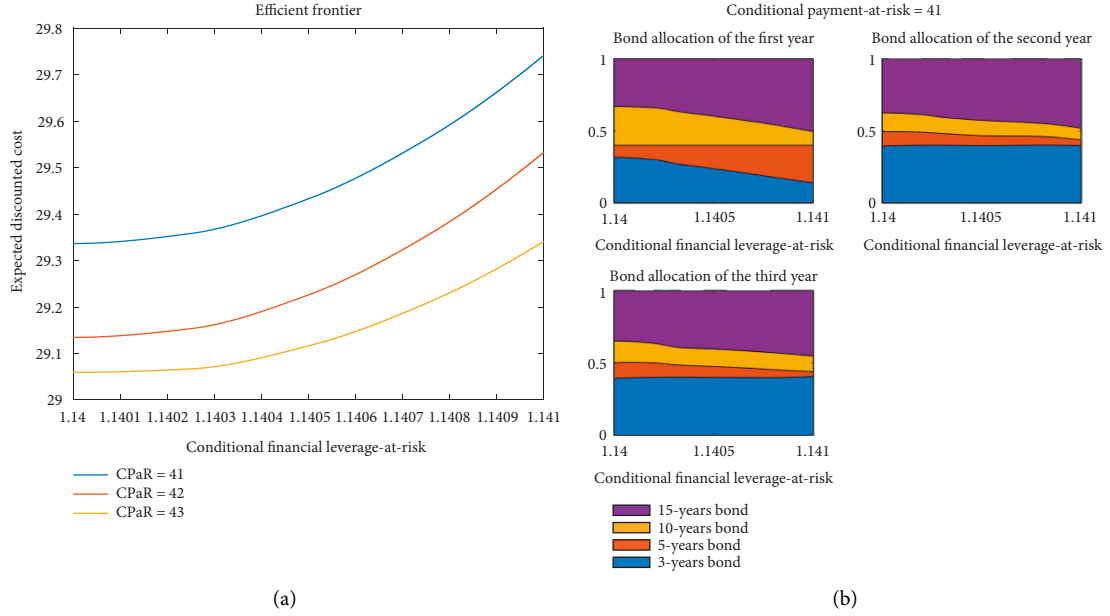 Efficient frontier
29.8
29.7
29.6
29.5
29.4
29.3
29.2
29.1
29
Expected discounted cost
1.14 1.1401 1.1402 1.1403 1.1404 1.1405 1.1406 1.1407 1.1408 1.1409 1.141
Conditional financial leverage-at-risk
CPaR = 41
CPaR = 42
CPaR = 43
(a)
Conditional payment-at-risk = 41
Bond allocation of the first year
1
0.5
0
1.14 1.1405 1.141
Conditional financial leverage-at-risk
Bond allocation of the second year
1
0.5
0
1.14 1.1405 1.141
Conditional financial leverage-at-risk
Bond allocation of the third year
1
0.5
0
1.14 1.1405 1.141
Conditional financial leverage-at-risk
15-years bond
10-years bond
5-years bond
3-years bond
(b)